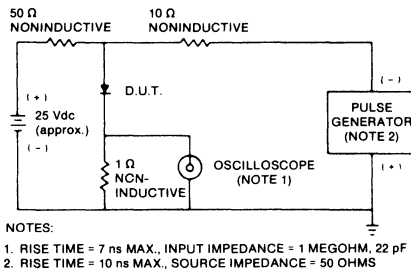 50 Ω
NONINDUCTIVE
10 Ω
NONINDUCTIVE
(+)
25 Vdc
(approx.)
(−)
D.U.T.
1 Ω
NCN-
INDUCTIVE
OSCILLOSCOPE
(NOTE 1)
(−)
PULSE
GENERATOR
(NOTE 2)
(+)
NOTES:
1. RISE TIME = 7 ns MAX., INPUT IMPEDANCE = 1 MEGOHM, 22 pF
2. RISE TIME = 10 ns MAX., SOURCE IMPEDANCE = 50 OHMS